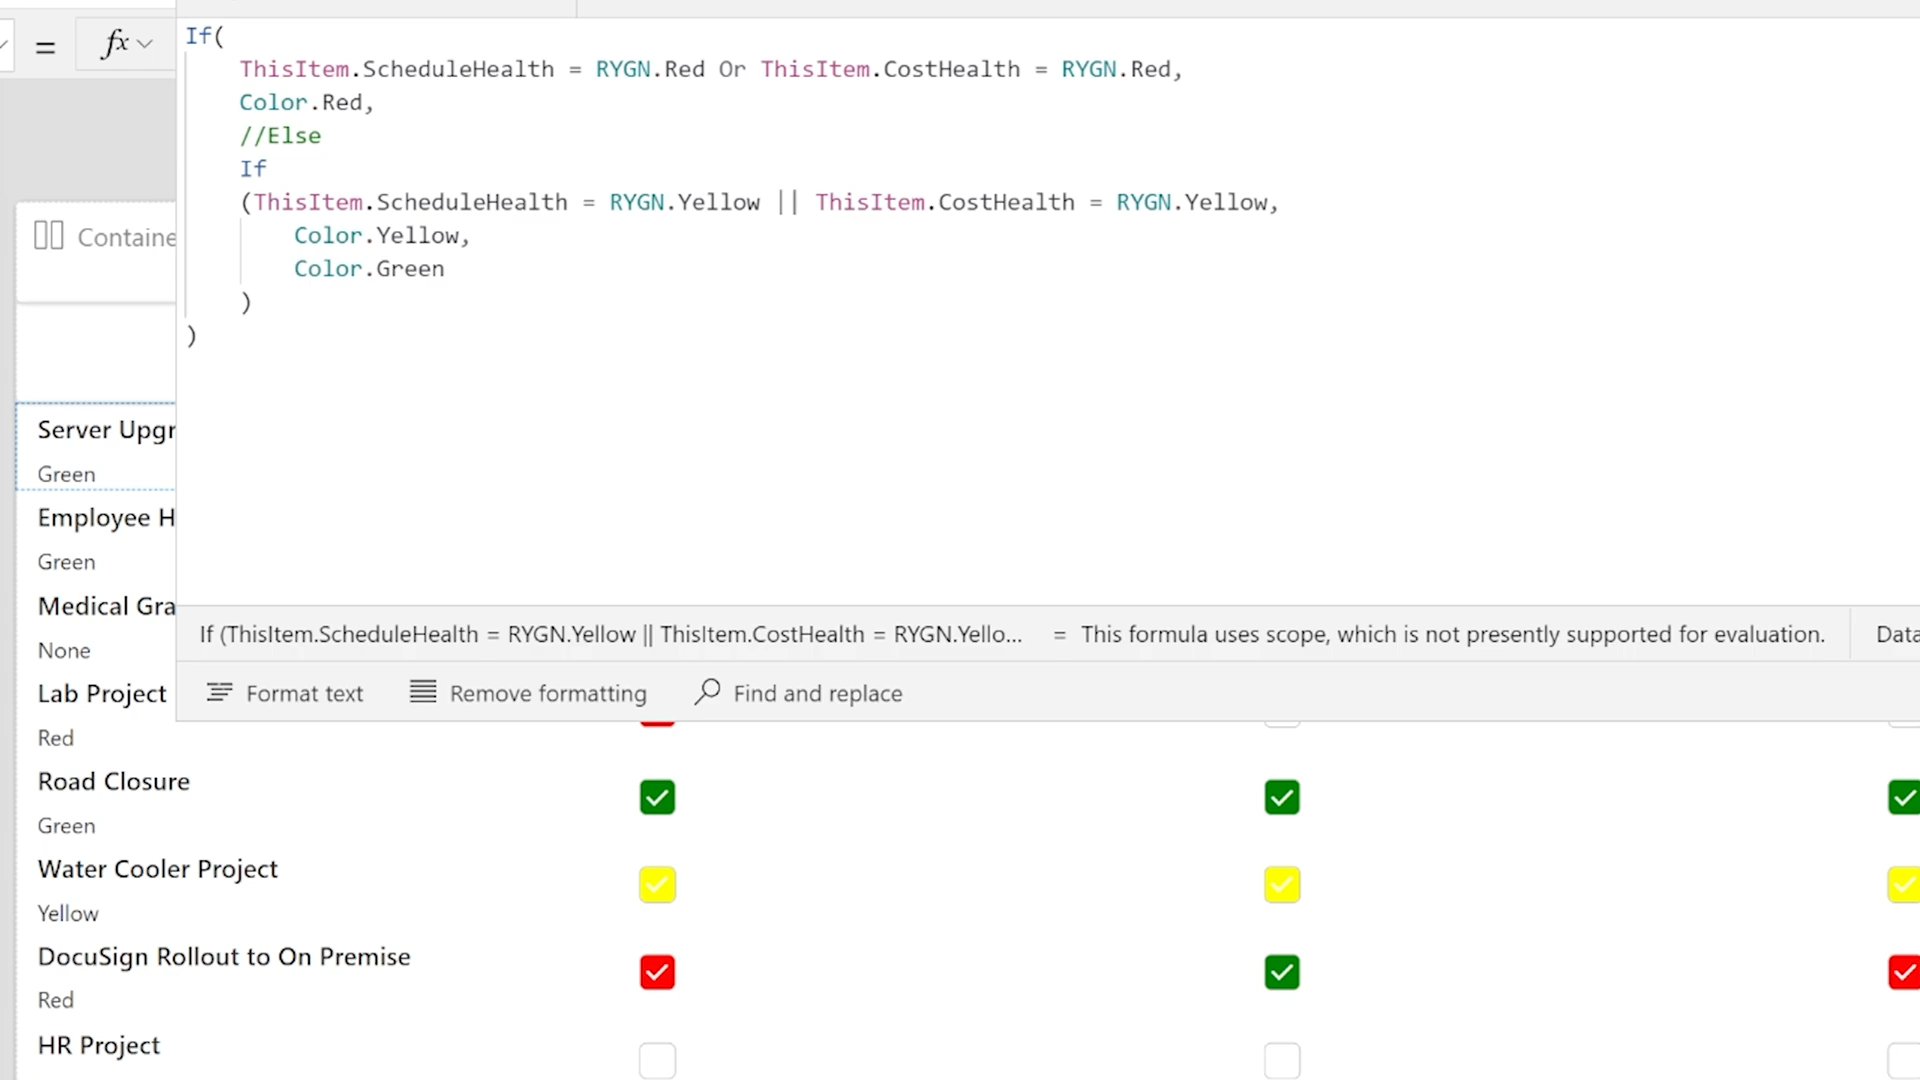 = fx
If(
ThisItem.ScheduleHealth = RYGN.Red Or ThisItem.CostHealth = RYGN.Red,
Color.Red,
//Else
If
(ThisItem.ScheduleHealth = RYGN.Yellow || ThisItem.CostHealth = RYGN.Yellow,
Color.Yellow,
Color.Green
)
)
Containe
Server Upgr
Green
Employee H
Green
Medical Gra
None
Lab Project
Red
If (ThisItem.ScheduleHealth = RYGN.Yellow || ThisItem.CostHealth = RYGN.Yello... = This formula uses scope, which is not presently supported for evaluation. Data
Format text Remove formatting Find and replace
Road Closure
Green
Water Cooler Project
Yellow
DocuSign Rollout to On Premise
Red
HR Project